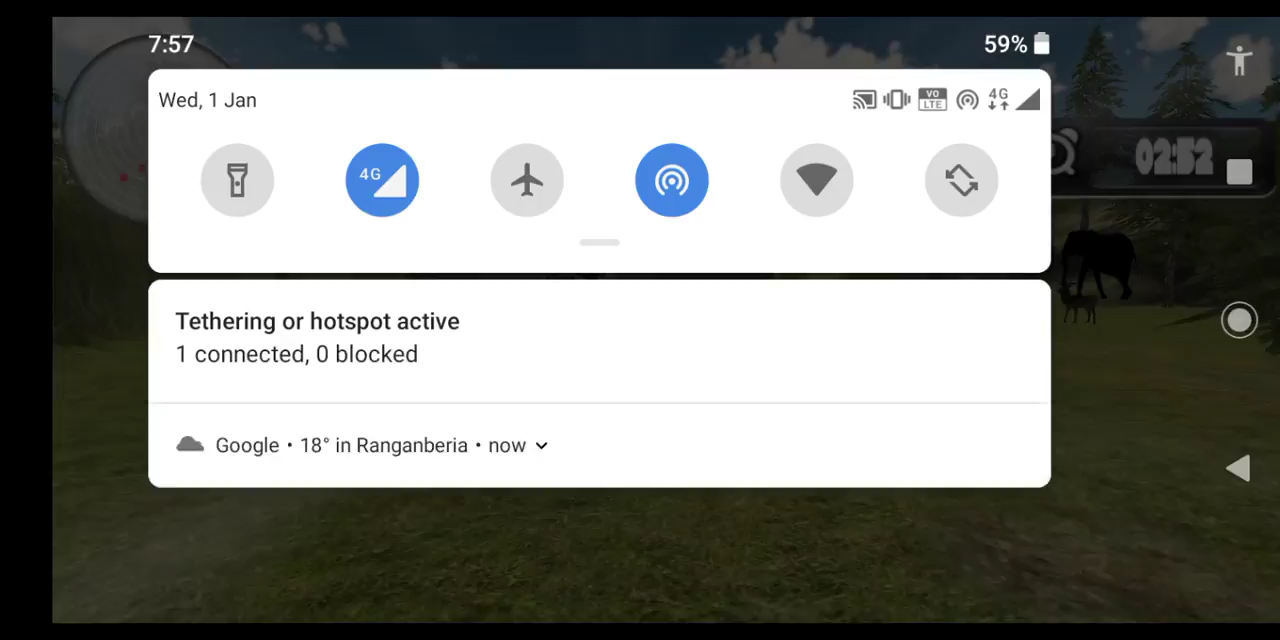 7:57
59%
Wed, 1 Jan
VO
LTE
4G
4G
02:52
Tethering or hotspot active
1 connected, 0 blocked
Google • 18° in Ranganberia • now